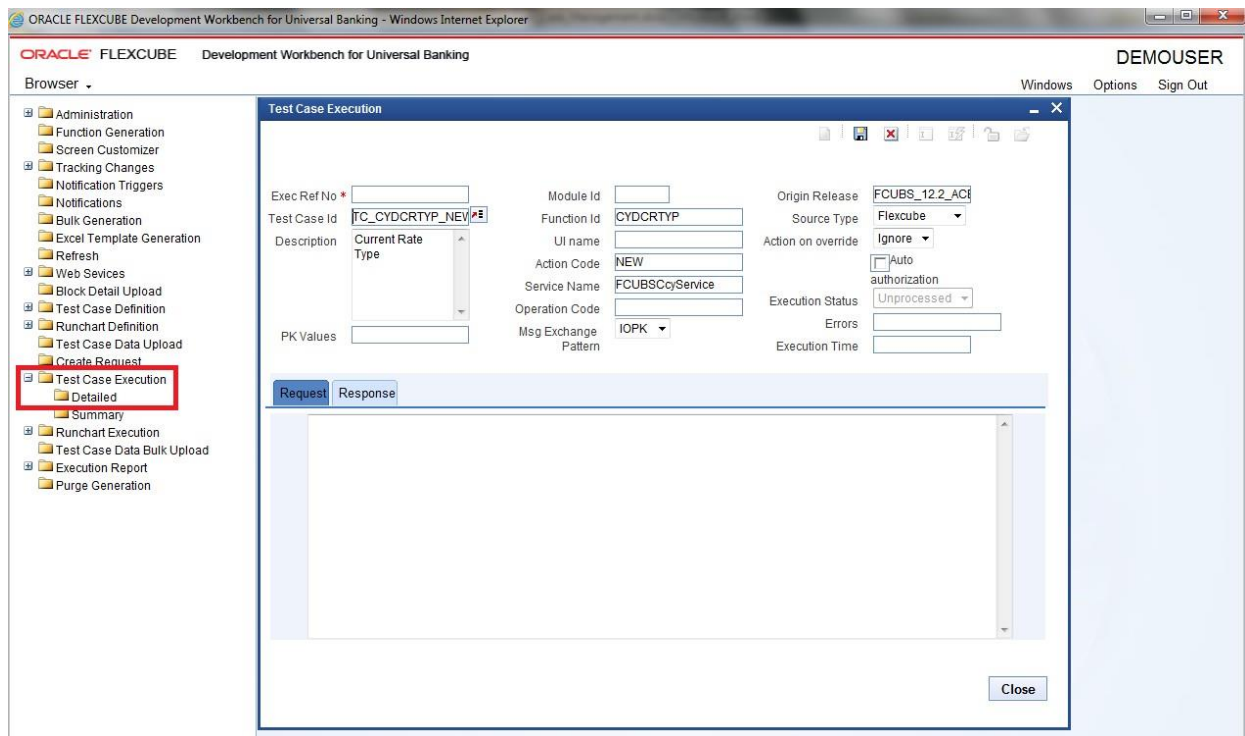 ORACLE FLEXCUBE Development Workbench for Universal Banking - Windows Internet Explorer
ORACLE FLEXCUBE Development Workbench for Universal Banking
DEMOUSER
Browser
Windows Options Sign Out
Administration
Function Generation
Screen Customizer
Tracking Changes
Notification Triggers
Notifications
Bulk Generation
Excel Template Generation
Refresh
Web Sevices
Block Detail Upload
Test Case Definition
Runchart Definition
Test Case Data Upload
Create Request
Test Case Execution
Detailed
Summary
Runchart Execution
Test Case Data Bulk Upload
Execution Report
Purge Generation
Test Case Execution
Exec Ref No *
Test Case Id TC_CYDCRTYP_NEW
Description Current Rate
Type
PK Values
Module Id
Function Id CYDCRTYP
UI name
Action Code NEW
Service Name FCUBSCcyService
Operation Code
Msg Exchange IOPK
Pattern
Origin Release FCUBS_12.2_ACE
Source Type Flexcube
Action on override Ignore
Auto
authorization
Execution Status Unprocessed
Errors
Execution Time
Request Response
Close